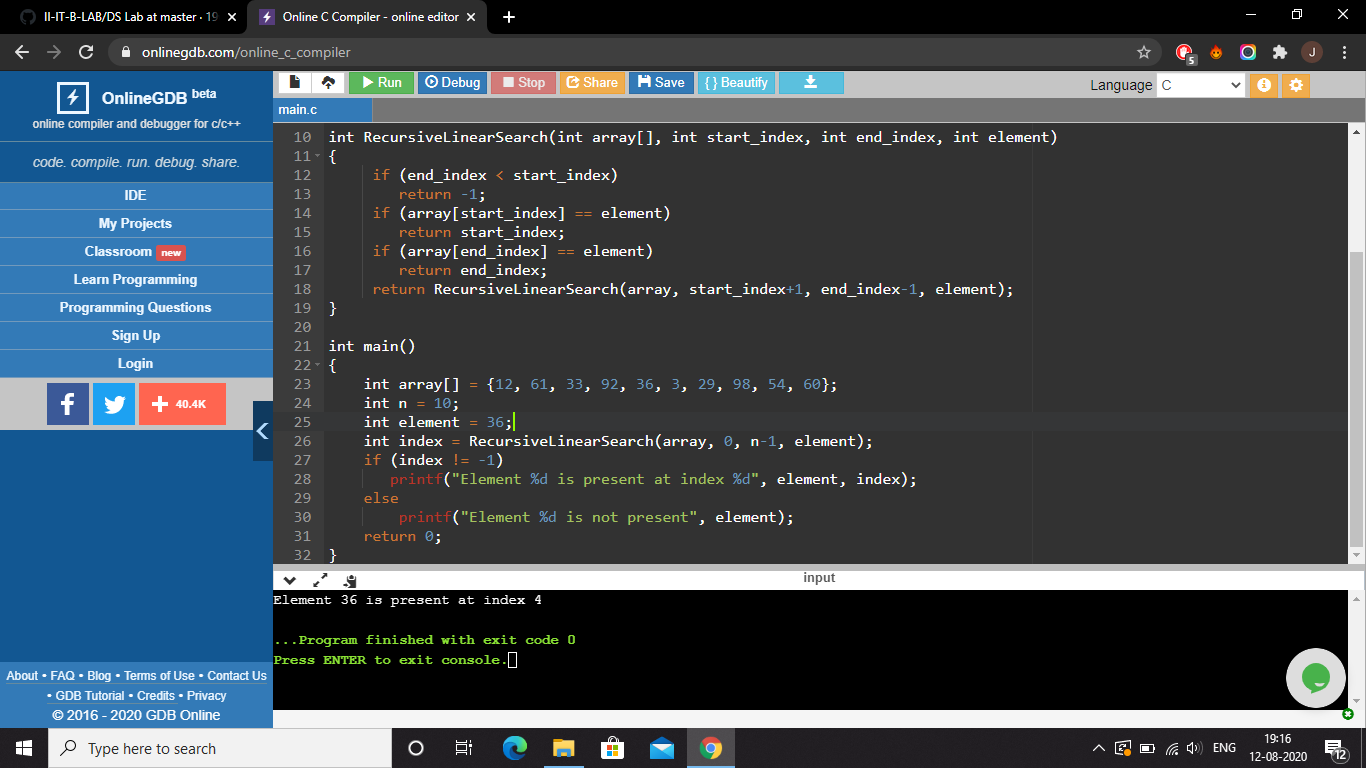 II-IT-B-LAB/DS Lab at master · 19
Online C Compiler - online editor
onlinegdb.com/online_c_compiler
5
J
OnlineGDB beta
online compiler and debugger for c/c++
code. compile. run. debug. share.
IDE
My Projects
Classroom new
Learn Programming
Programming Questions
Sign Up
Login
40.4K
About • FAQ • Blog • Terms of Use • Contact Us
• GDB Tutorial • Credits • Privacy
© 2016 - 2020 GDB Online
Run Debug Stop Share Save { } Beautify
Language C
main.c
10 int RecursiveLinearSearch(int array[], int start_index, int end_index, int element)
11 {
12 if (end_index < start_index)
13 return -1;
14 if (array[start_index] == element)
15 return start_index;
16 if (array[end_index] == element)
17 return end_index;
18 return RecursiveLinearSearch(array, start_index+1, end_index-1, element);
19 }
20
21 int main()
22 {
23 int array[] = {12, 61, 33, 92, 36, 3, 29, 98, 54, 60};
24 int n = 10;
25 int element = 36;
26 int index = RecursiveLinearSearch(array, 0, n-1, element);
27 if (index != -1)
28 printf("Element %d is present at index %d", element, index);
29 else
30 printf("Element %d is not present", element);
31 return 0;
32 }
input
Element 36 is present at index 4
...Program finished with exit code 0
Press ENTER to exit console.
Type here to search
ENG
19:16
12-08-2020
12